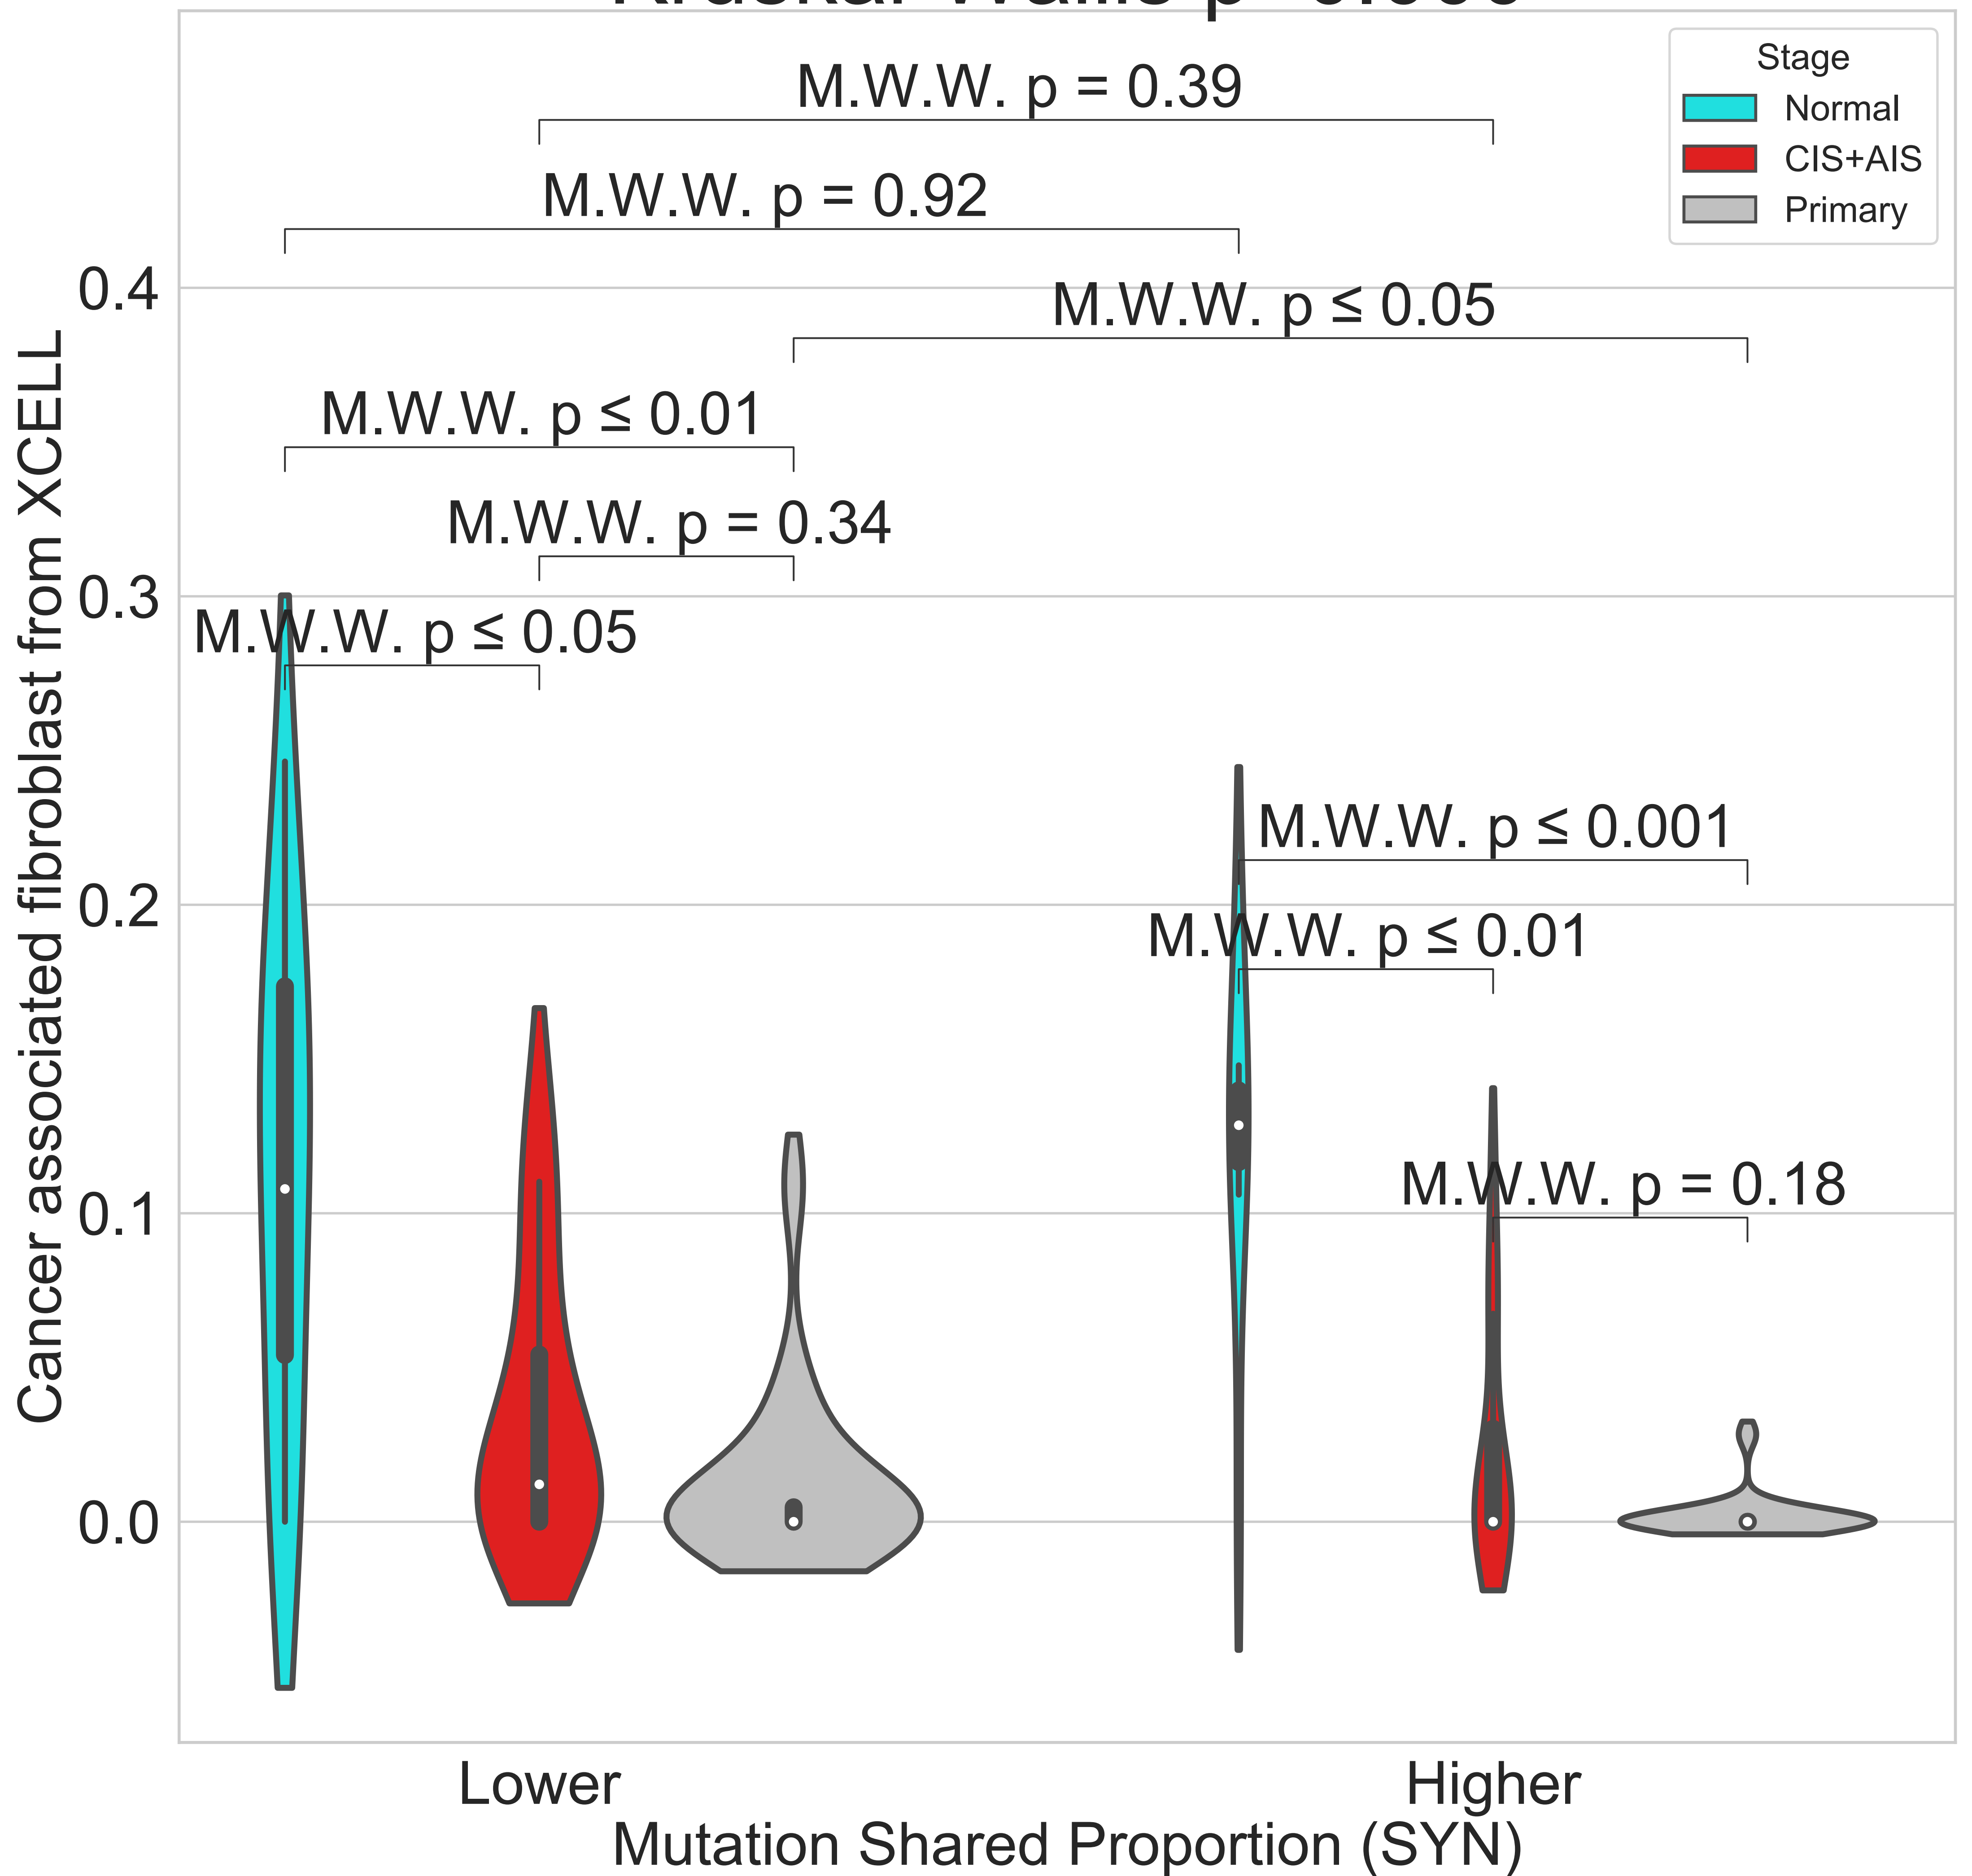 M.W.W. p = 0.39
Stage
Normal
CIS+AIS
Primary
M.W.W. p = 0.92
M.W.W. p ≤ 0.05
M.W.W. p ≤ 0.01
M.W.W. p = 0.34
M.W.W. p ≤ 0.05
M.W.W. p ≤ 0.001
M.W.W. p ≤ 0.01
M.W.W. p = 0.18
Cancer associated fibroblast from XCELL
0.4
0.3
0.2
0.1
0.0
Lower
Higher
Mutation Shared Proportion (SYN)